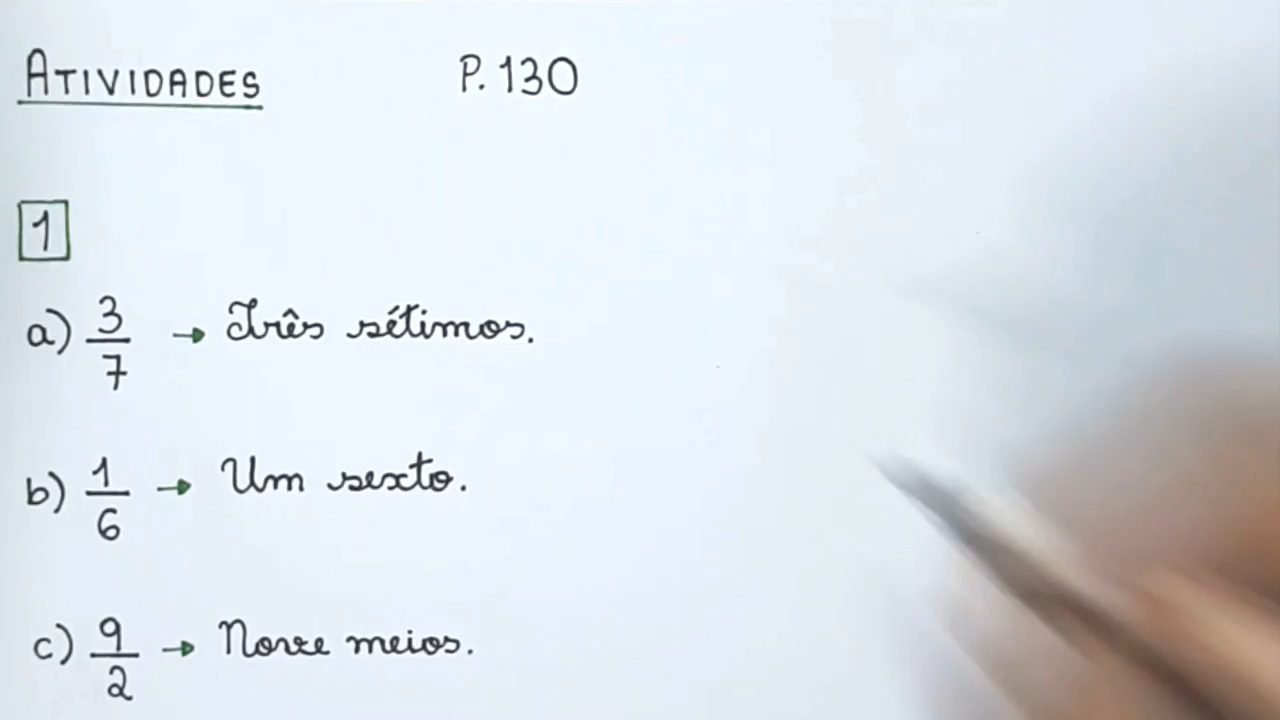 ATIVIDADES P. 130
1
a) 3/7 → Três sétimos.
b) 1/6 → Um sexto.
c) 9/2 → Nove meios.